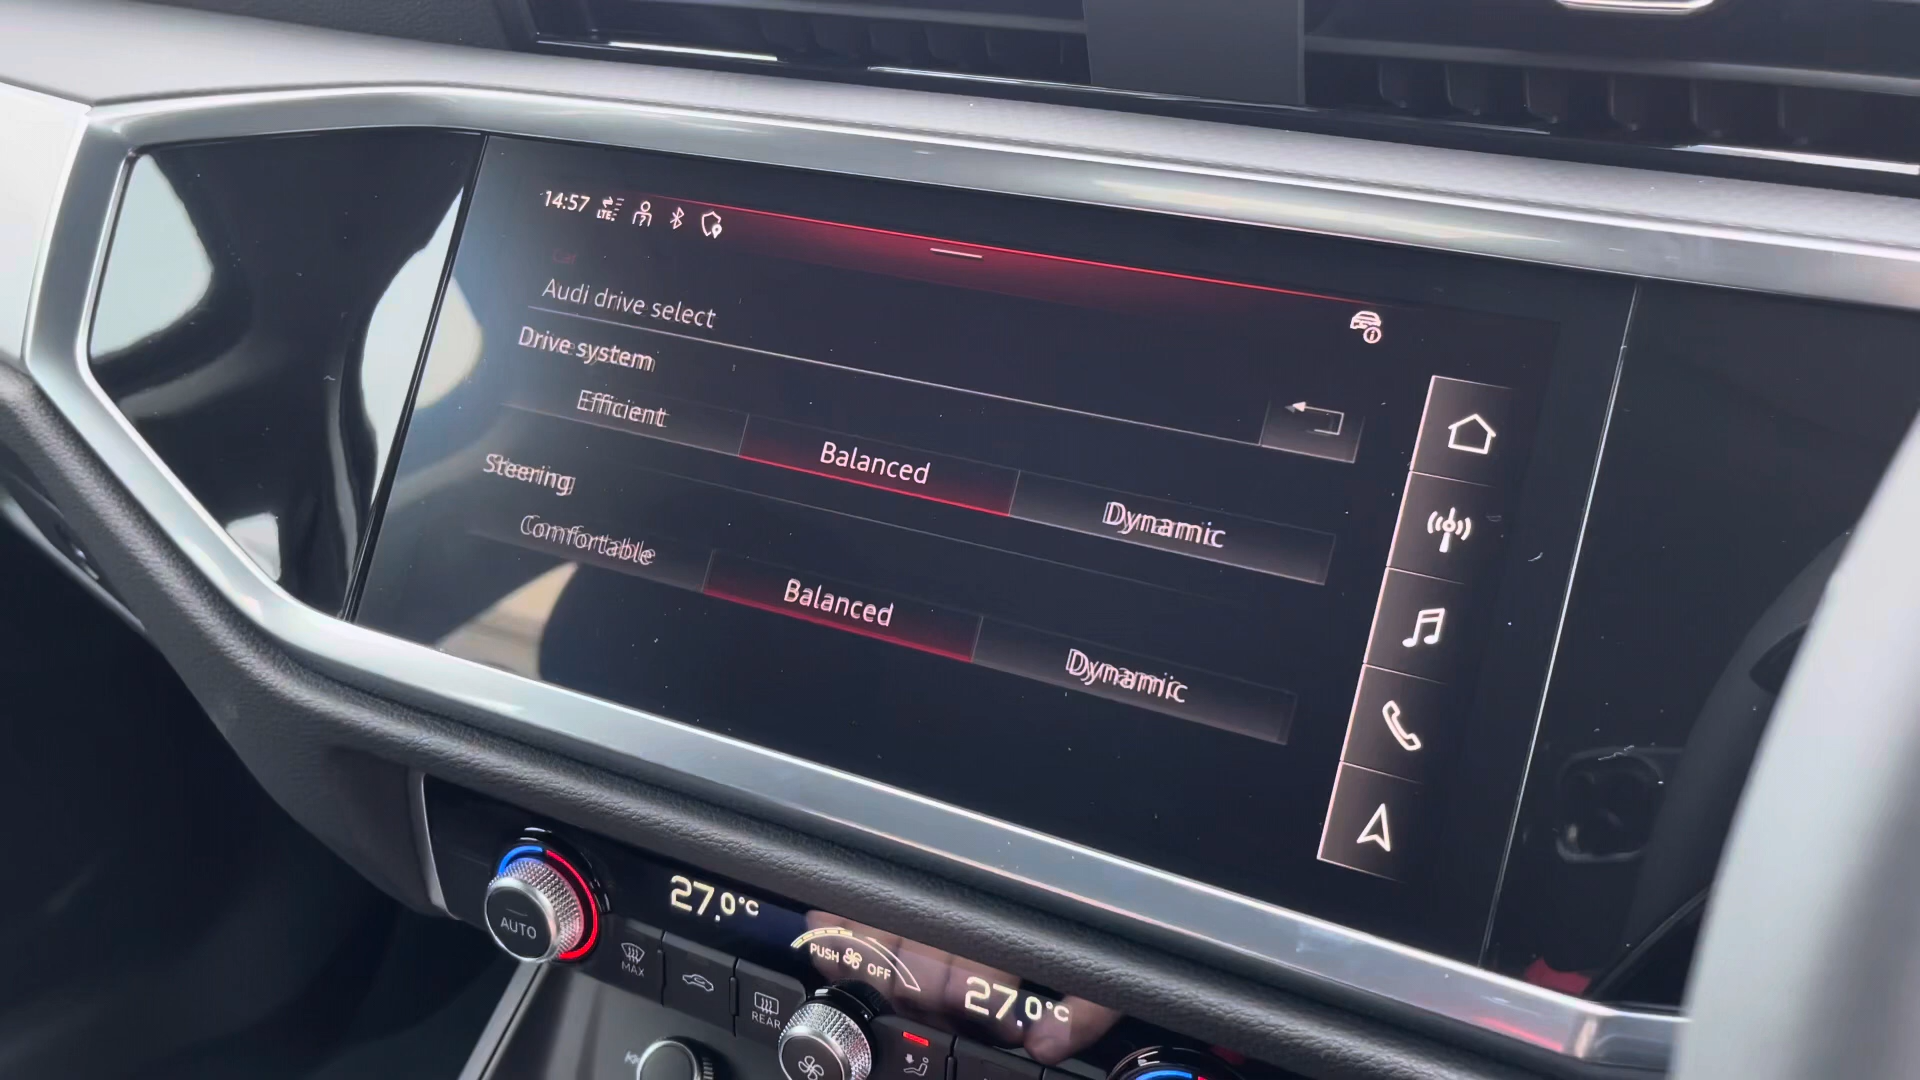 14:57 LTE
Car
Audi drive select
Drive system
Efficient Balanced Dynamic
Steering
Comfortable Balanced Dynamic
AUTO
27.0°C
MAX
REAR
PUSH OFF
27.0°C